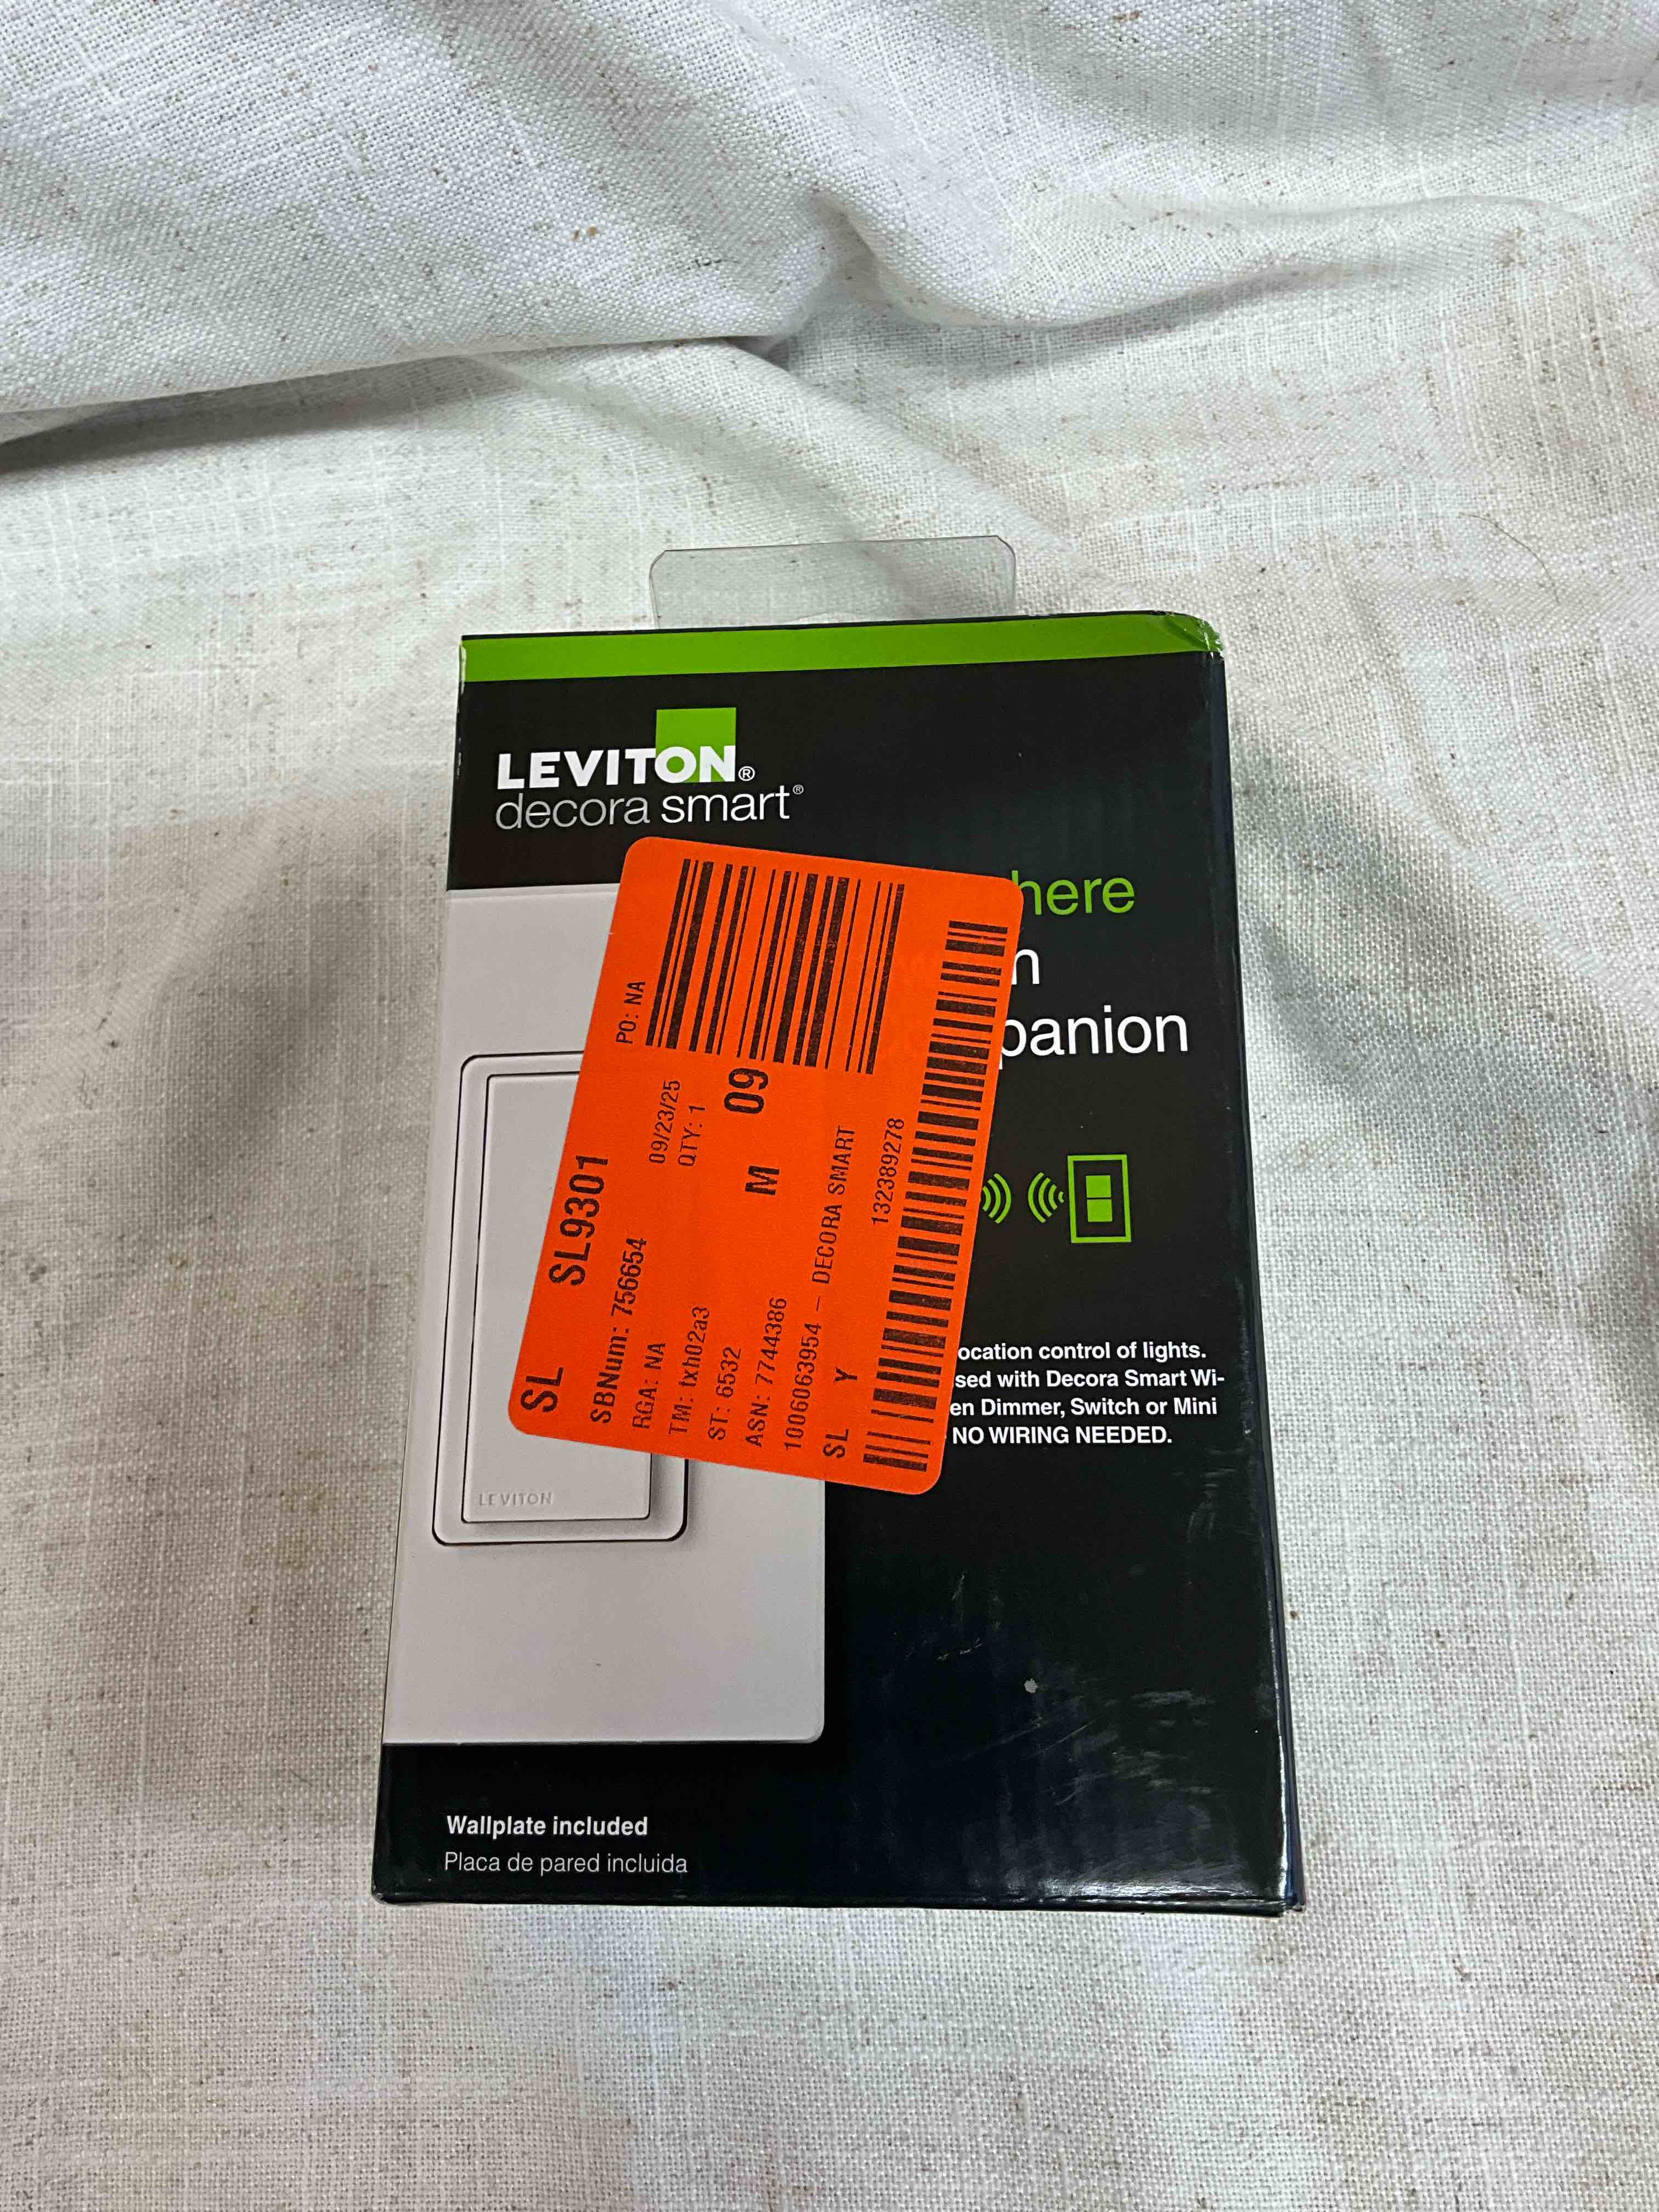 LEVITON®
decora smart®
here
panion
SL SL9301
PO: NA
SBNum: 756654
09/23/25
RGA: NA
QTY: 1
TM: txh02a3
ST: 6532
M 09
ASN: 7744386
1006063954 - DECORA SMART
SL Y
132389278
ocation control of lights.
sed with Decora Smart Wi-
en Dimmer, Switch or Mini
NO WIRING NEEDED.
LEVITON
Wallplate included
Placa de pared incluida